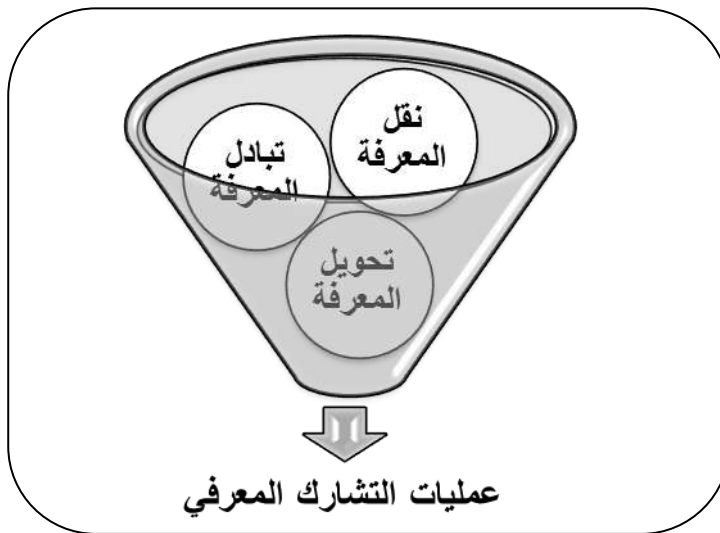 نقل
المعرفة
تبادل
المعرفة
تحويل
المعرفة
عمليات التشارك المعرفي